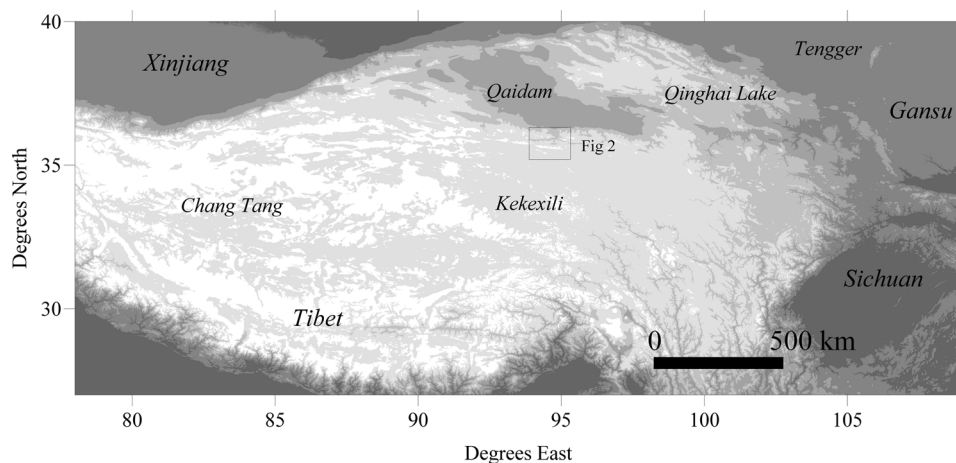 40
Xinjiang
Tengger
Qaidam
Qinghai Lake
Gansu
Fig 2
35
Chang Tang
Kekexili
Sichuan
30
Tibet
0 500 km
80 85 90 95 100 105
Degrees East
Degrees North